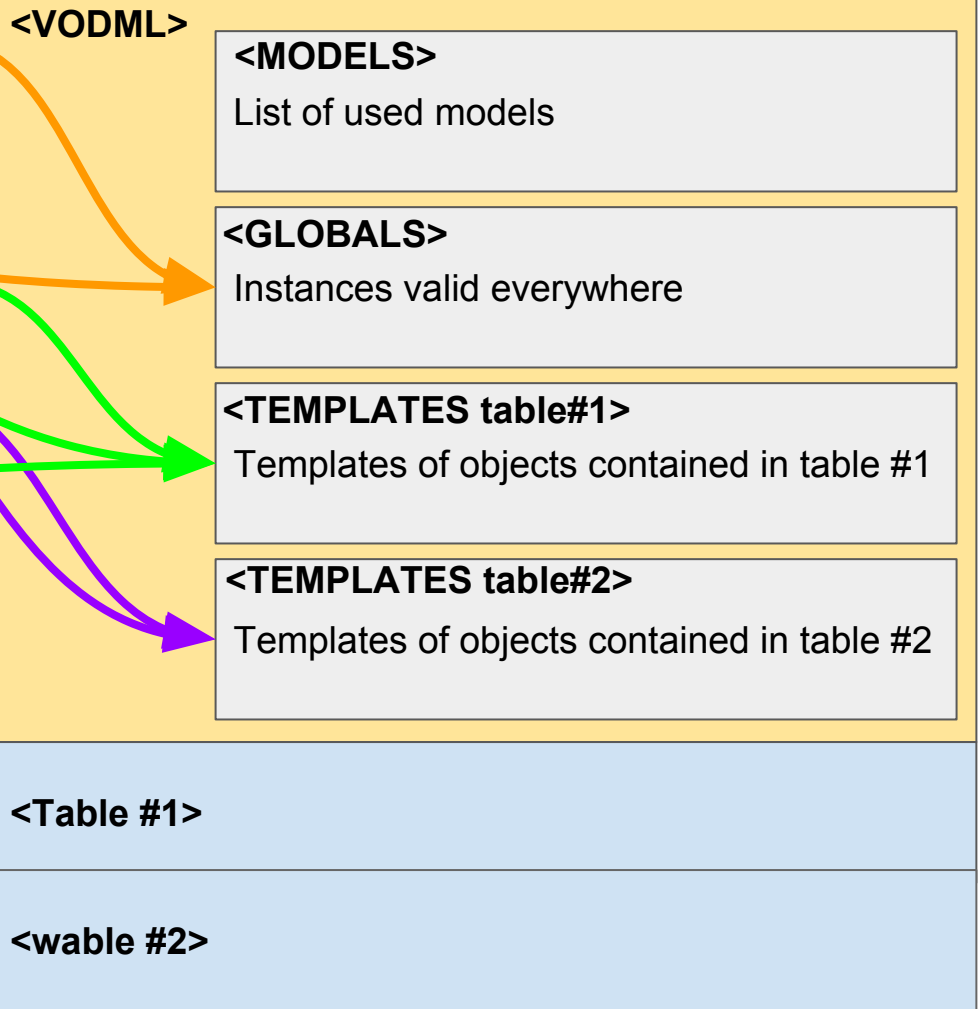 <VODML>
<MODELS>
List of used models
<GLOBALS>
Instances valid everywhere
<TEMPLATES table#1>
Templates of objects contained in table #1
<TEMPLATES table#2>
Templates of objects contained in table #2
<Table #1>
<wable #2>